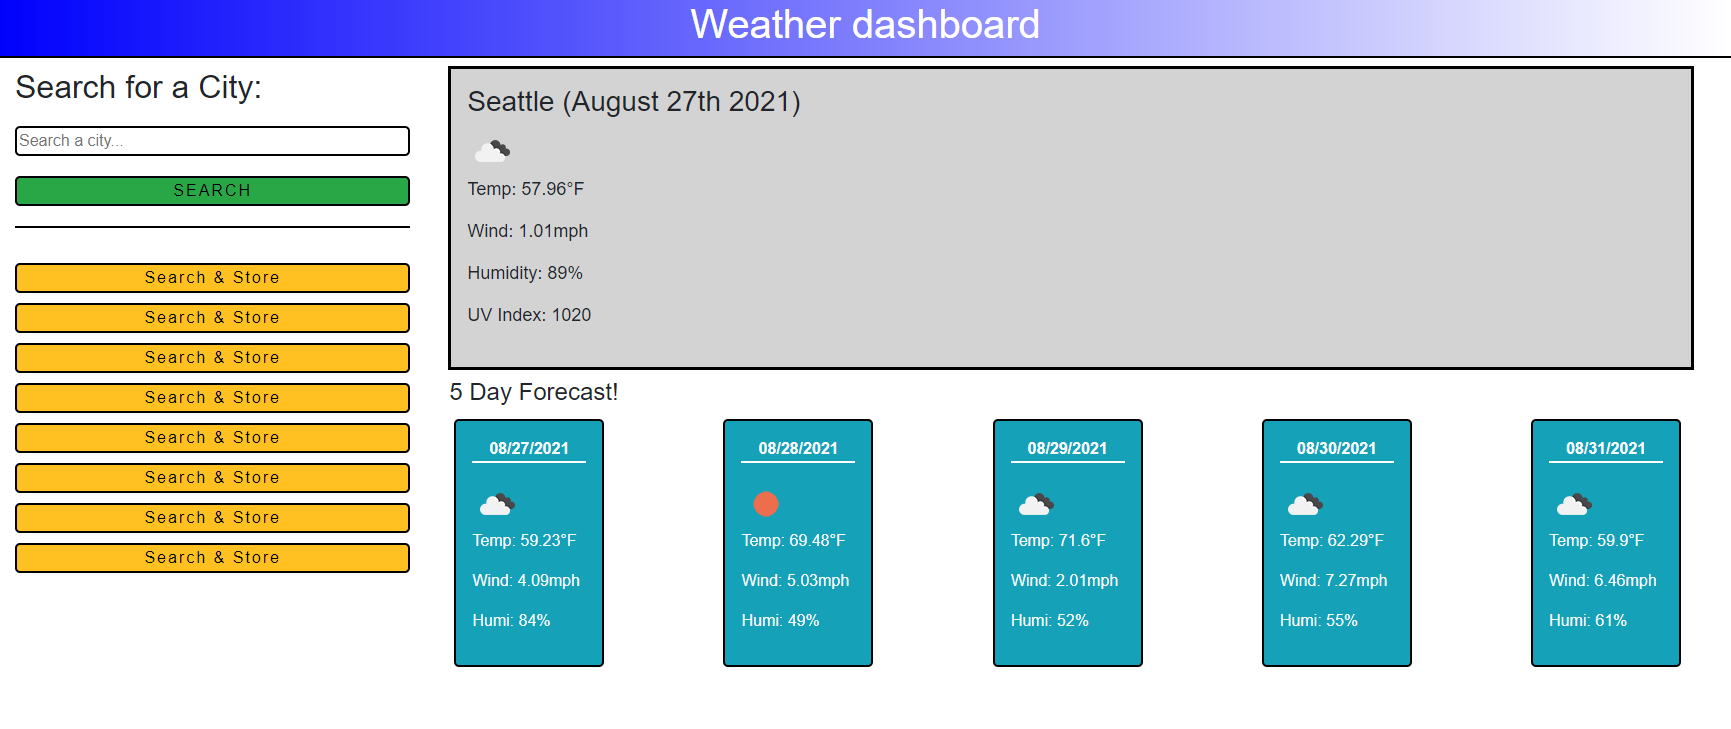 Weather dashboard
Search for a City:
Search a city...
SEARCH
Search & Store
Search & Store
Search & Store
Search & Store
Search & Store
Search & Store
Search & Store
Search & Store
Seattle (August 27th 2021)
Temp: 57.96°F
Wind: 1.01mph
Humidity: 89%
UV Index: 1020
5 Day Forecast!
08/27/2021
Temp: 59.23°F
Wind: 4.09mph
Humi: 84%
08/28/2021
Temp: 69.48°F
Wind: 5.03mph
Humi: 49%
08/29/2021
Temp: 71.6°F
Wind: 2.01mph
Humi: 52%
08/30/2021
Temp: 62.29°F
Wind: 7.27mph
Humi: 55%
08/31/2021
Temp: 59.9°F
Wind: 6.46mph
Humi: 61%